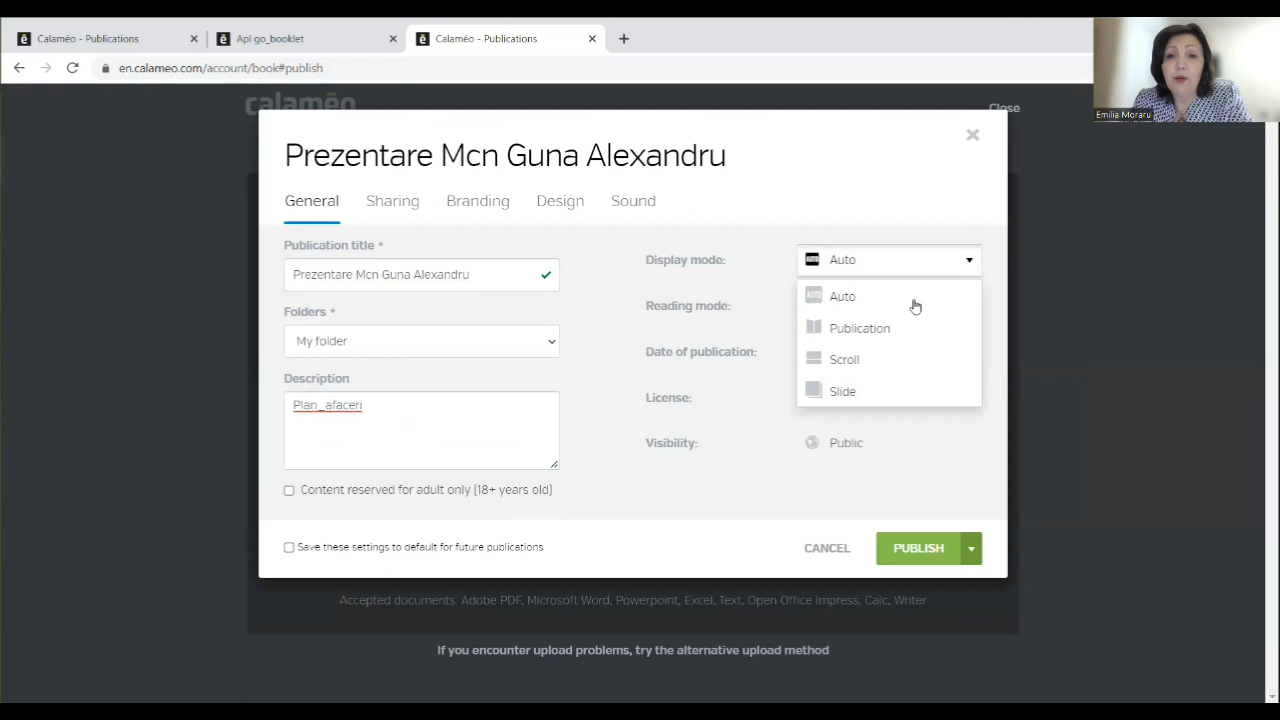 Calaméo - Publications
Apl go_booklet
Calaméo - Publications
en.calameo.com/account/book#publish
Emilia Moraru
calaméo
Close
Prezentare Mcn Guna Alexandru
General
Sharing
Branding
Design
Sound
Publication title *
Prezentare Mcn Guna Alexandru
Folders *
My folder
Description
Plan_afaceri
Content reserved for adult only (18+ years old)
Display mode:
AUTO Auto
Reading mode:
AUTO Auto
Publication
Date of publication:
Scroll
License:
Slide
Visibility:
Public
Save these settings to default for future publications
CANCEL
PUBLISH
Accepted documents: Adobe PDF, Microsoft Word, Powerpoint, Excel, Text, Open Office Impress, Calc, Writer
If you encounter upload problems, try the alternative upload method